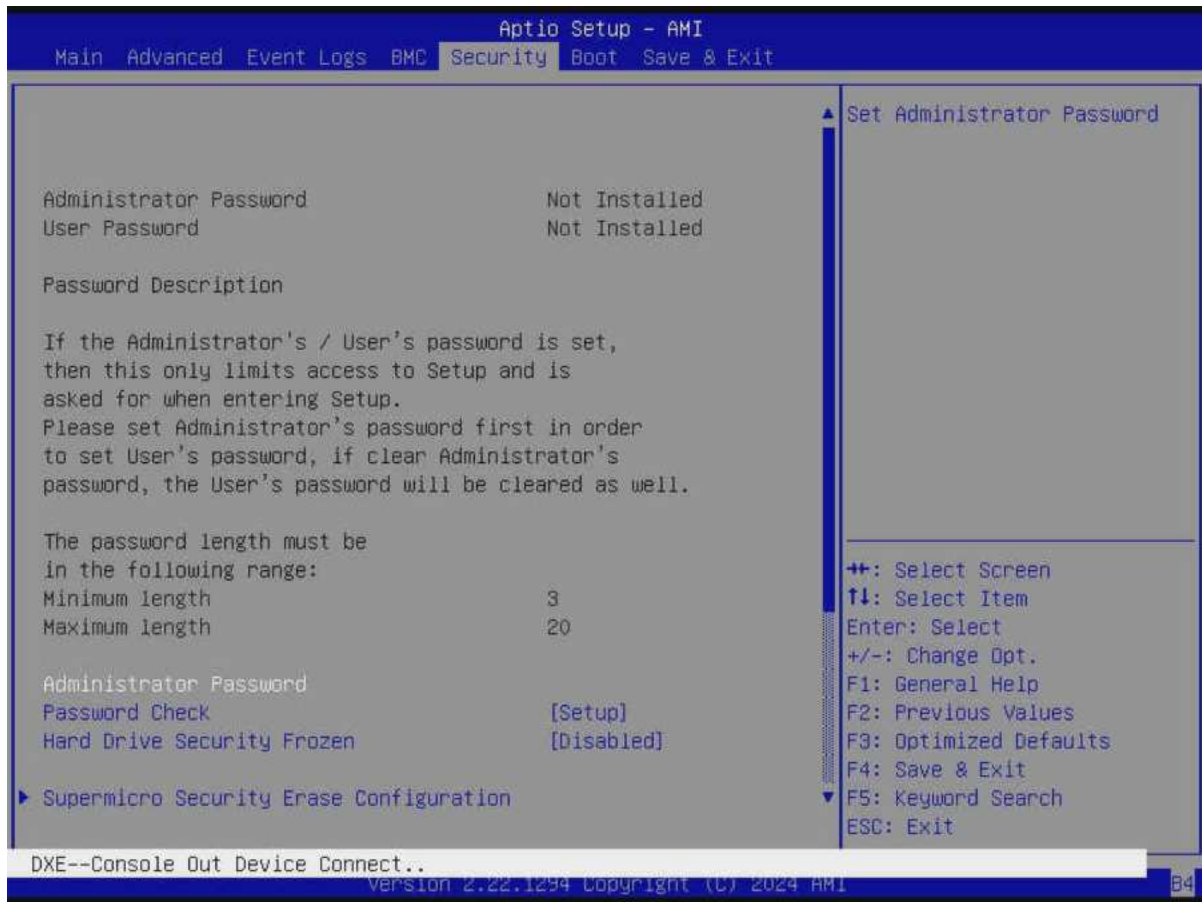 Aptio Setup - AMI
Main Advanced Event Logs BMC Security Boot Save & Exit
Administrator Password Not Installed
User Password Not Installed
Password Description
If the Administrator's / User's password is set,
then this only limits access to Setup and is
asked for when entering Setup.
Please set Administrator's password first in order
to set User's password, if clear Administrator's
password, the User's password will be cleared as well.
The password length must be
in the following range:
Minimum length 3
Maximum length 20
Administrator Password
Password Check [Setup]
Hard Drive Security Frozen [Disabled]
Supermicro Security Erase Configuration
Set Administrator Password
: Select Screen
↑↓: Select Item
Enter: Select
+/-: Change Opt.
F1: General Help
F2: Previous Values
F3: Optimized Defaults
F4: Save & Exit
F5: Keyword Search
ESC: Exit
DXE--Console Out Device Connect..
Version 2.22.1294 Copyright (C) 2024 AMI
B4